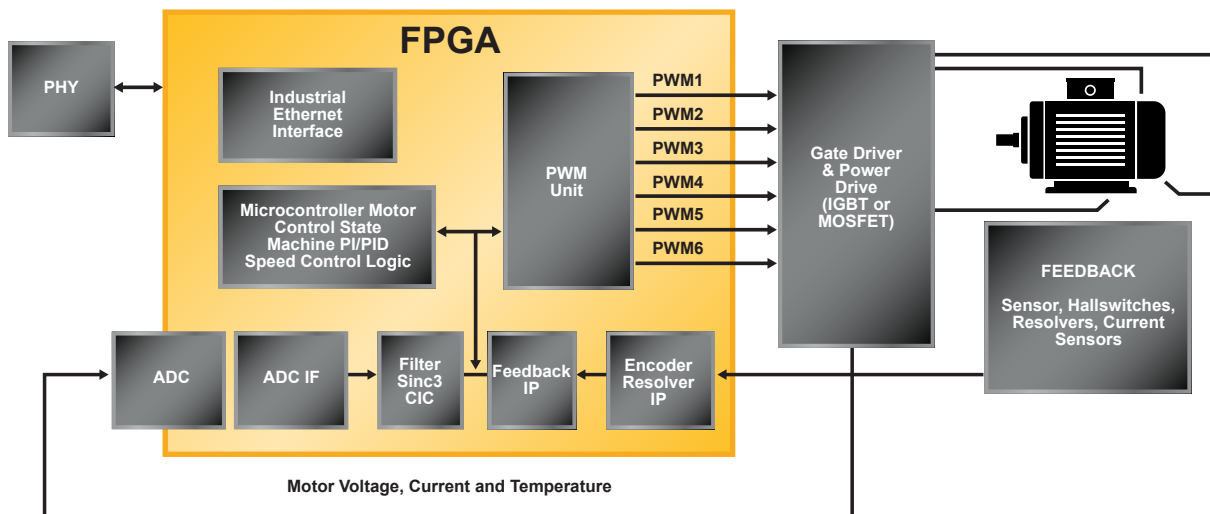 FPGA
PHY
Industrial
Ethernet
Interface
Microcontroller Motor
Control State
Machine PI/PID
Speed Control Logic
PWM
Unit
PWM1
PWM2
PWM3
PWM4
PWM5
PWM6
Gate Driver
& Power
Drive
(IGBT or
MOSFET)
FEEDBACK
Sensor, Hallswitches,
Resolvers, Current
Sensors
ADC
ADC IF
Filter
Sinc3
CIC
Feedback
IP
Encoder
Resolver
IP
Motor Voltage, Current and Temperature